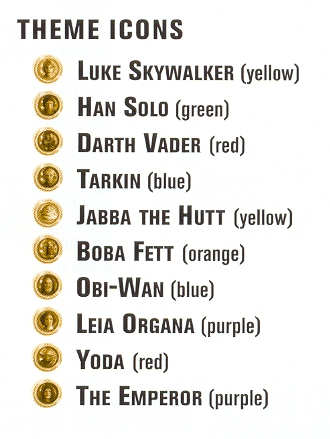 THEME ICONS
LUKE SKYWALKER (yellow)
HAN SOLO (green)
DARTH VADER (red)
TARKIN (blue)
JABBA THE HUTT (yellow)
BOBA FETT (orange)
OBI-WAN (blue)
LEIA ORGANA (purple)
YODA (red)
THE EMPEROR (purple)